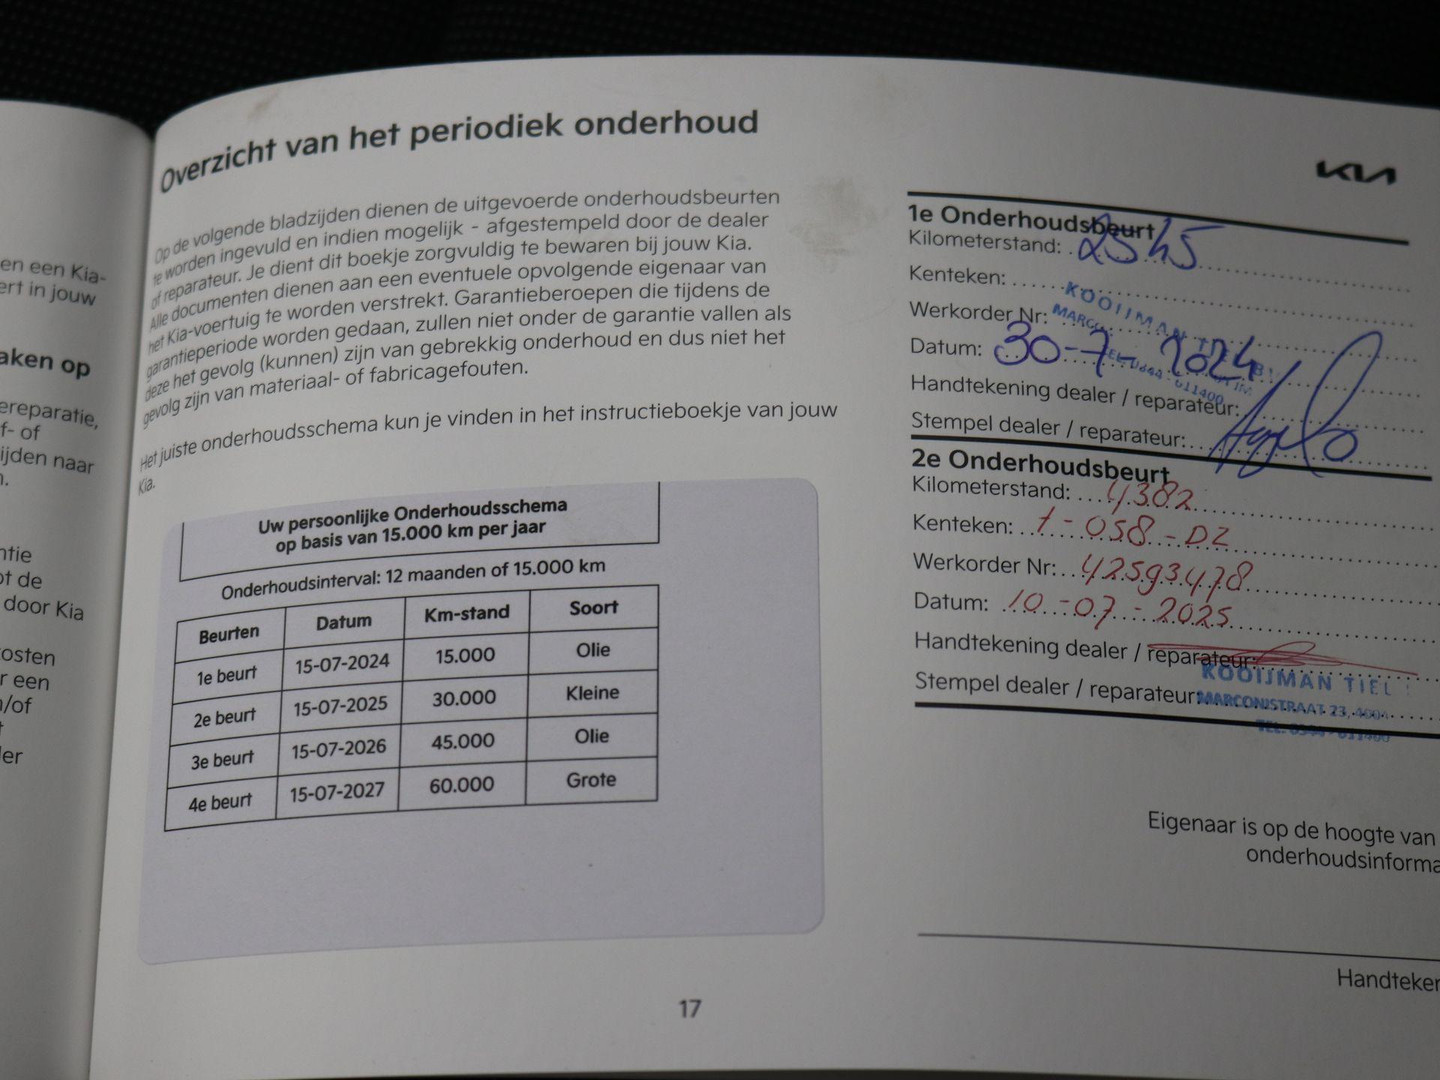 en een Kia-
ert in jouw
aken op
ereparatie,
f- of
ijden naar
n.
ntie
ot de
door Kia
osten
r een
n/of
t
ler
Overzicht van het periodiek onderhoud
Op de volgende bladzijden dienen de uitgevoerde onderhoudsbeurten
te worden ingevuld en indien mogelijk - afgestempeld door de dealer
of reparateur. Je dient dit boekje zorgvuldig te bewaren bij jouw Kia.
Alle documenten dienen aan een eventuele opvolgende eigenaar van
het Kia-voertuig te worden verstrekt. Garantieberoepen die tijdens de
garantieperiode worden gedaan, zullen niet onder de garantie vallen als
deze het gevolg (kunnen) zijn van gebrekkig onderhoud en dus niet het
gevolg zijn van materiaal- of fabricagefouten.
Het juiste onderhoudsschema kun je vinden in het instructieboekje van jouw
Kia.
Uw persoonlijke Onderhoudsschema
op basis van 15.000 km per jaar
Onderhoudsinterval: 12 maanden of 15.000 km
Beurten Datum Km-stand Soort
1e beurt 15-07-2024 15.000 Olie
2e beurt 15-07-2025 30.000 Kleine
3e beurt 15-07-2026 45.000 Olie
4e beurt 15-07-2027 60.000 Grote
17
KIA
1e Onderhoudsbeurt
Kilometerstand:
Kenteken:
KOOIJMAN TIEL
Werkorder Nr:
Datum: 30-7-2024
Handtekening dealer / reparateur:
Stempel dealer / reparateur:
2e Onderhoudsbeurt
Kilometerstand: 4382
Kenteken: T-058-DZ
Werkorder Nr: 42593478
Datum: 10-07-2025
Handtekening dealer / reparateur:
KOOIJMAN TIEL
Stempel dealer / reparateur:
MARCONISTRAAT 23, 4004
Eigenaar is op de hoogte van
onderhoudsinforma
Handteken